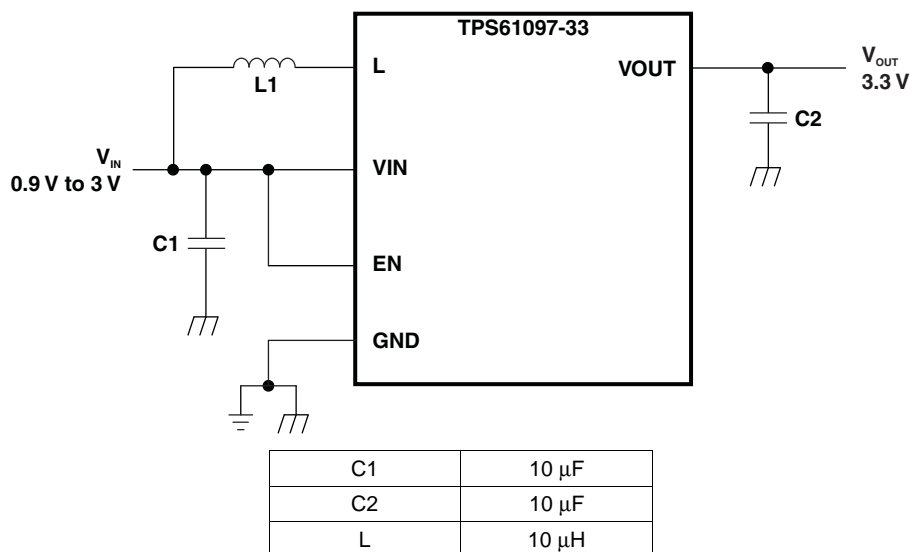 TPS61097-33
L
L1
VOUT
VOUT
3.3 V
C2
VIN
0.9 V to 3 V
VIN
C1
EN
GND
C1 10 μF
C2 10 μF
L 10 μH